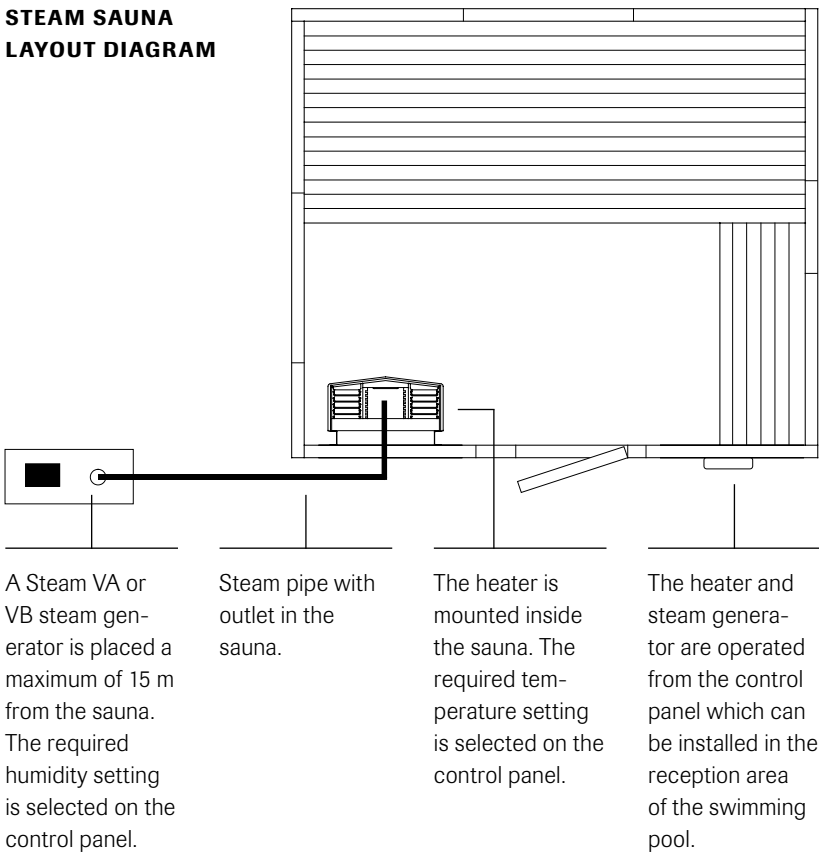 STEAM SAUNA
LAYOUT DIAGRAM
A Steam VA or
VB steam gen-
erator is placed a
maximum of 15 m
from the sauna.
The required
humidity setting
is selected on the
control panel.
Steam pipe with
outlet in the
sauna.
The heater is
mounted inside
the sauna. The
required tem-
perature setting
is selected on the
control panel.
The heater and
steam genera-
tor are operated
from the control
panel which can
be installed in the
reception area
of the swimming
pool.